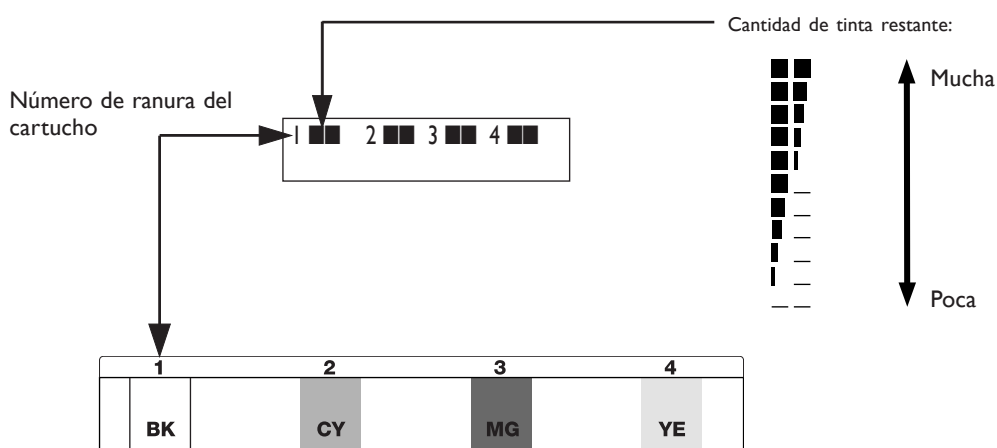 Cantidad de tinta restante:
Mucha
Número de ranura del
cartucho
1 2 3 4
Poca
1 2 3 4
BK CY MG YE